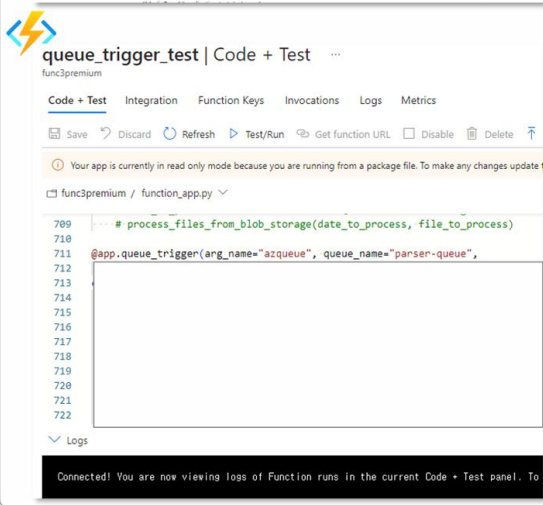 queue_trigger_test | Code + Test ...
func3premium
Code + Test Integration Function Keys Invocations Logs Metrics
Save Discard Refresh Test/Run Get function URL Disable Delete
Your app is currently in read only mode because you are running from a package file. To make any changes update
func3premium / function_app.py
709 # process_files_from_blob_storage(date_to_process, file_to_process)
710
711 @app.queue_trigger(arg_name="azqueue", queue_name="parser-queue",
712
713
714
715
716
717
718
719
720
721
722
Logs
Connected! You are now viewing logs of Function runs in the current Code + Test panel. To